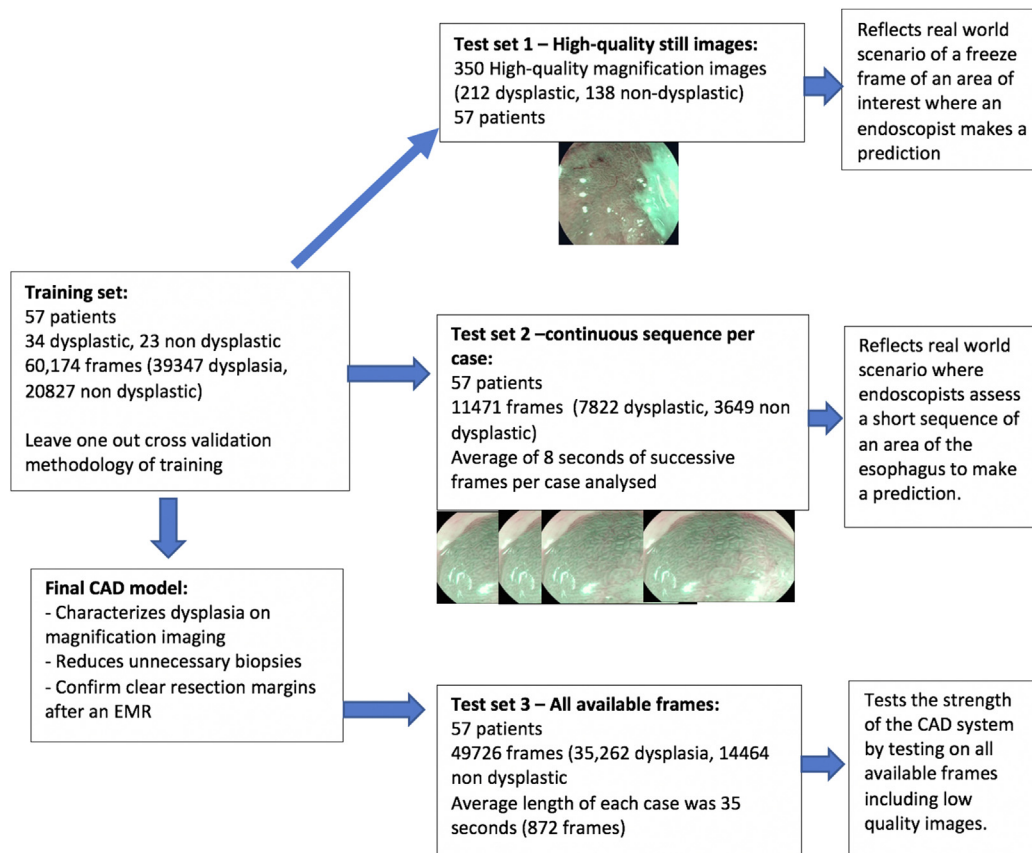 Test set 1 – High-quality still images:
350 High-quality magnification images
(212 dysplastic, 138 non-dysplastic)
57 patients
Reflects real world
scenario of a freeze
frame of an area of
interest where an
endoscopist makes a
prediction
Training set:
57 patients
34 dysplastic, 23 non dysplastic
60,174 frames (39347 dysplasia,
20827 non dysplastic)
Leave one out cross validation
methodology of training
Test set 2 –continuous sequence per
case:
57 patients
11471 frames  (7822 dysplastic, 3649 non
dysplastic)
Average of 8 seconds of successive
frames per case analysed
Reflects real world
scenario where
endoscopists assess
a short sequence of
an area of the
esophagus to make
a prediction.
Final CAD model:
- Characterizes dysplasia on
magnification imaging
- Reduces unnecessary biopsies
- Confirm clear resection margins
after an EMR
Test set 3 – All available frames:
57 patients
49726 frames (35,262 dysplasia, 14464
non dysplastic
Average length of each case was 35
seconds (872 frames)
Tests the strength
of the CAD system
by testing on all
available frames
including low
quality images.